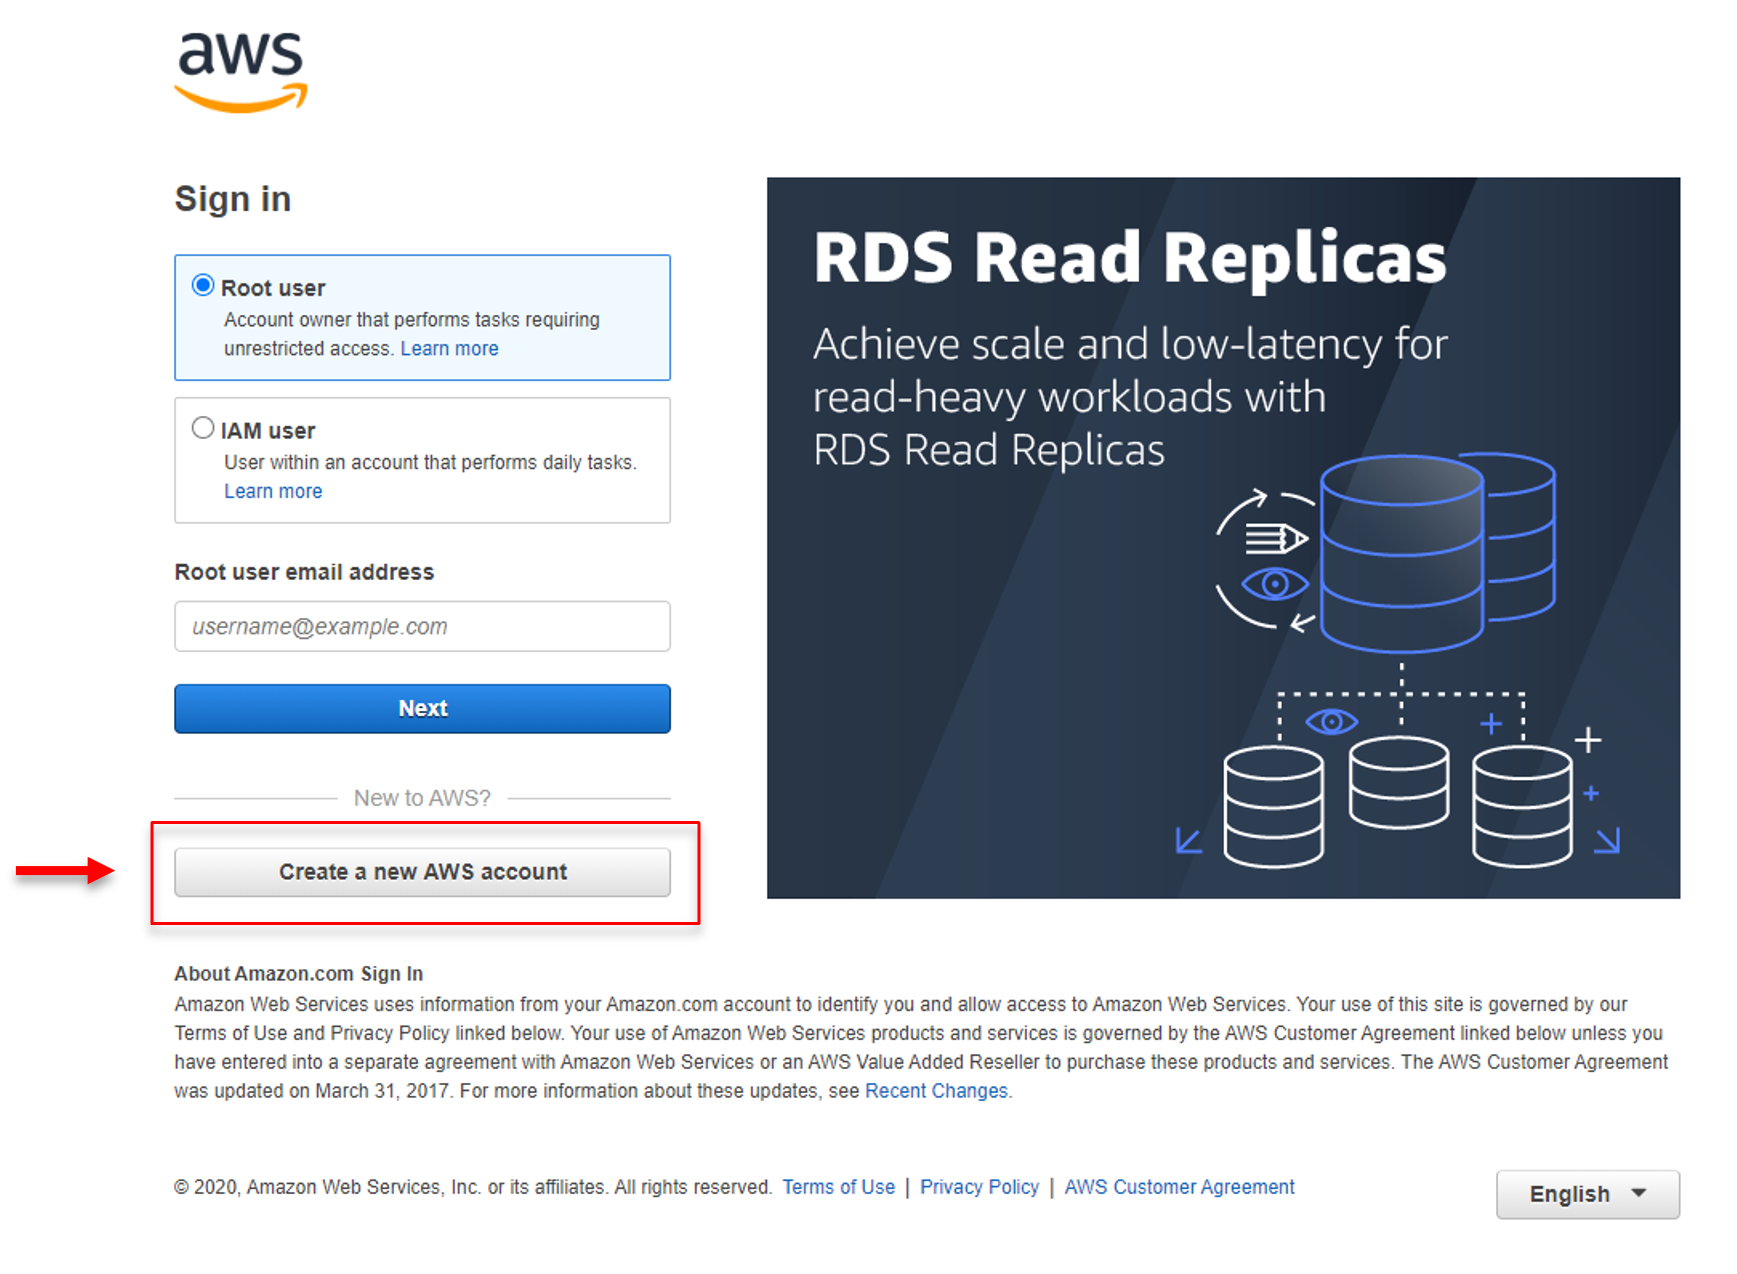 aws
Sign in
Root user
Account owner that performs tasks requiring
unrestricted access. Learn more
IAM user
User within an account that performs daily tasks.
Learn more
Root user email address
username@example.com
Next
New to AWS?
Create a new AWS account
RDS Read Replicas
Achieve scale and low-latency for
read-heavy workloads with
RDS Read Replicas
About Amazon.com Sign In
Amazon Web Services uses information from your Amazon.com account to identify you and allow access to Amazon Web Services. Your use of this site is governed by our
Terms of Use and Privacy Policy linked below. Your use of Amazon Web Services products and services is governed by the AWS Customer Agreement linked below unless you
have entered into a separate agreement with Amazon Web Services or an AWS Value Added Reseller to purchase these products and services. The AWS Customer Agreement
was updated on March 31, 2017. For more information about these updates, see Recent Changes.
© 2020, Amazon Web Services, Inc. or its affiliates. All rights reserved. Terms of Use | Privacy Policy | AWS Customer Agreement
English